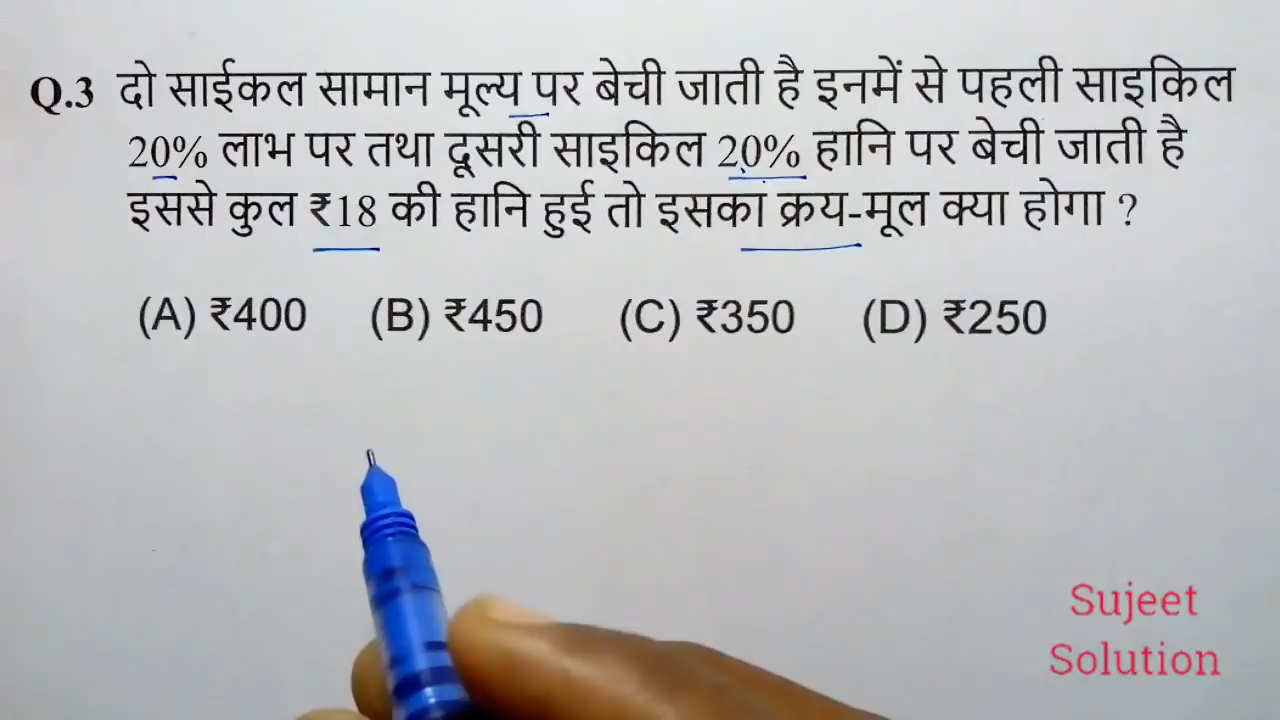 Q.3 दो साईकल सामान मूल्य पर बेची जाती है इनमें से पहली साइकिल
20% लाभ पर तथा दूसरी साइकिल 20% हानि पर बेची जाती है
इससे कुल ₹18 की हानि हुई तो इसका क्रय-मूल क्या होगा ?
(A) ₹400 (B) ₹450 (C) ₹350 (D) ₹250
Sujeet
Solution